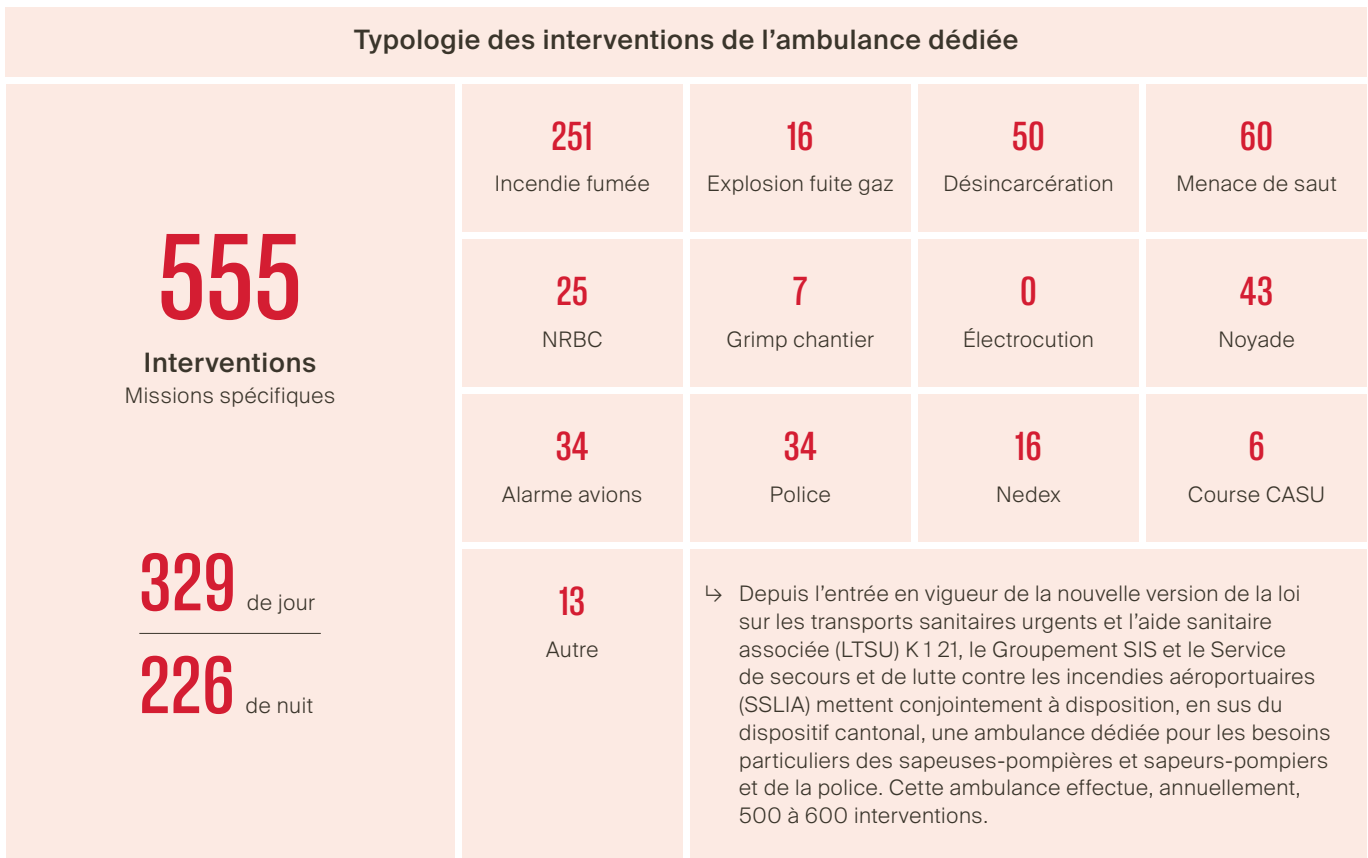 Typologie des interventions de l’ambulance dédiée
555
Interventions
Missions spécifiques
329 de jour
226 de nuit
251
Incendie fumée
16
Explosion fuite gaz
50
Désincarcération
60
Menace de saut
25
NRBC
7
Grimp chantier
0
Électrocution
43
Noyade
34
Alarme avions
34
Police
16
Nedex
6
Course CASU
13
Autre
↳ Depuis l’entrée en vigueur de la nouvelle version de la loi
sur les transports sanitaires urgents et l’aide sanitaire
associée (LTSU) K 1 21, le Groupement SIS et le Service
de secours et de lutte contre les incendies aéroportuaires
(SSLIA) mettent conjointement à disposition, en sus du
dispositif cantonal, une ambulance dédiée pour les besoins
particuliers des sapeuses-pompières et sapeurs-pompiers
et de la police. Cette ambulance effectue, annuellement,
500 à 600 interventions.